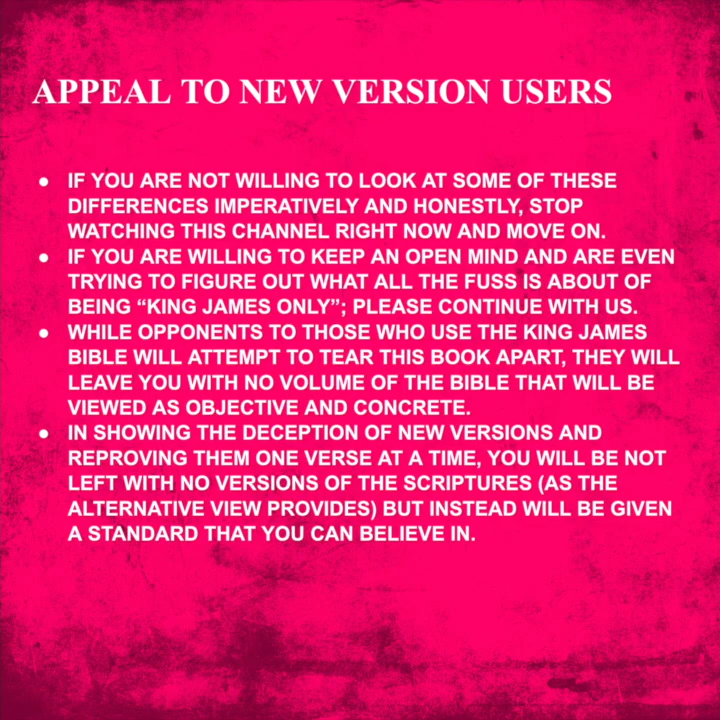 APPEAL TO NEW VERSION USERS
● IF YOU ARE NOT WILLING TO LOOK AT SOME OF THESE
DIFFERENCES IMPERATIVELY AND HONESTLY, STOP
WATCHING THIS CHANNEL RIGHT NOW AND MOVE ON.
● IF YOU ARE WILLING TO KEEP AN OPEN MIND AND ARE EVEN
TRYING TO FIGURE OUT WHAT ALL THE FUSS IS ABOUT OF
BEING “KING JAMES ONLY”; PLEASE CONTINUE WITH US.
● WHILE OPPONENTS TO THOSE WHO USE THE KING JAMES
BIBLE WILL ATTEMPT TO TEAR THIS BOOK APART, THEY WILL
LEAVE YOU WITH NO VOLUME OF THE BIBLE THAT WILL BE
VIEWED AS OBJECTIVE AND CONCRETE.
● IN SHOWING THE DECEPTION OF NEW VERSIONS AND
REPROVING THEM ONE VERSE AT A TIME, YOU WILL BE NOT
LEFT WITH NO VERSIONS OF THE SCRIPTURES (AS THE
ALTERNATIVE VIEW PROVIDES) BUT INSTEAD WILL BE GIVEN
A STANDARD THAT YOU CAN BELIEVE IN.